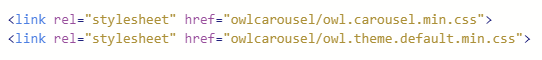 <link rel="stylesheet" href="owlcarousel/owl.carousel.min.css">
<link rel="stylesheet" href="owlcarousel/owl.theme.default.min.css">